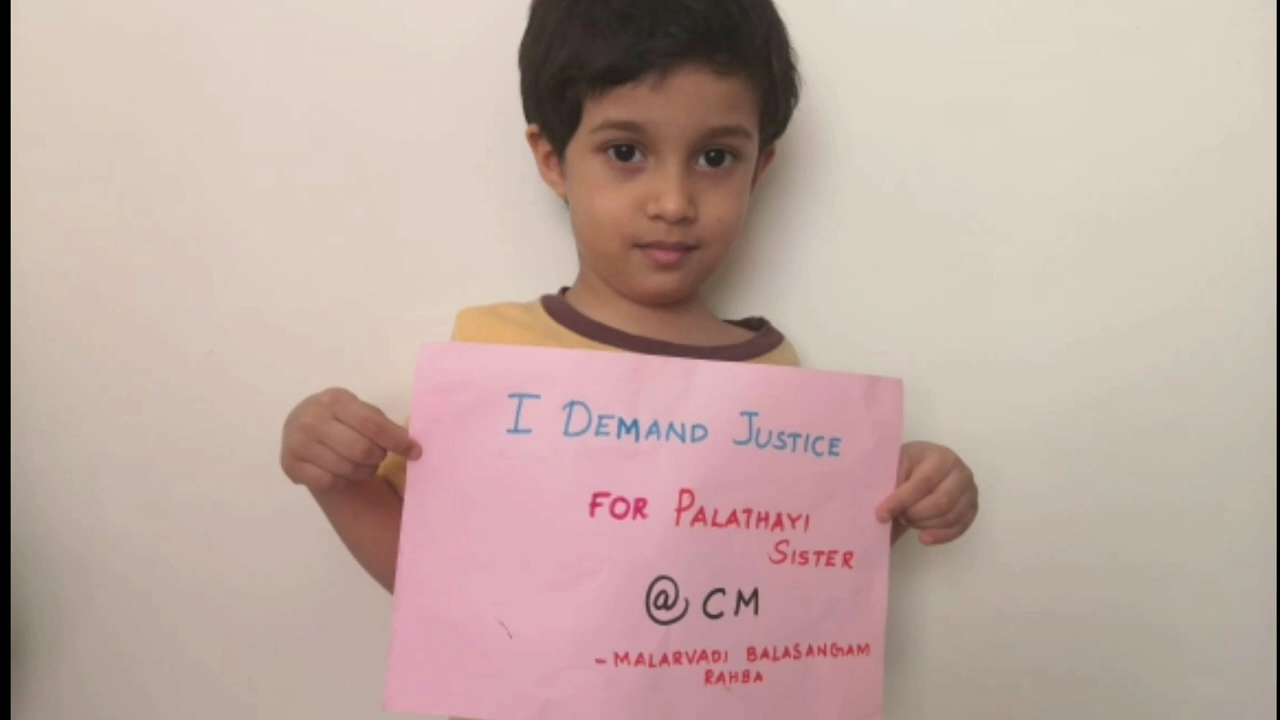 I DEMAND JUSTICE
FOR PALATHAYI
SISTER
@ CM
- MALARVADI BALASANGAM
RAHBA